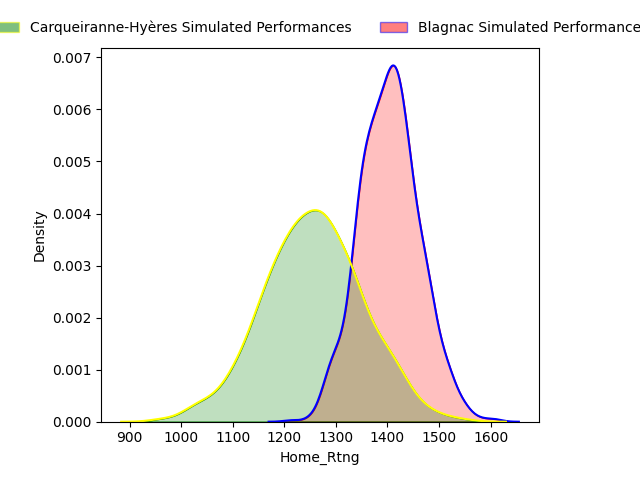 Carqueiranne-Hyères Simulated Performances
Blagnac Simulated Performance
0.007
0.006
0.005
0.004
0.003
0.002
0.001
0.000
Density
900 1000 1100 1200 1300 1400 1500 1600
Home_Rtng